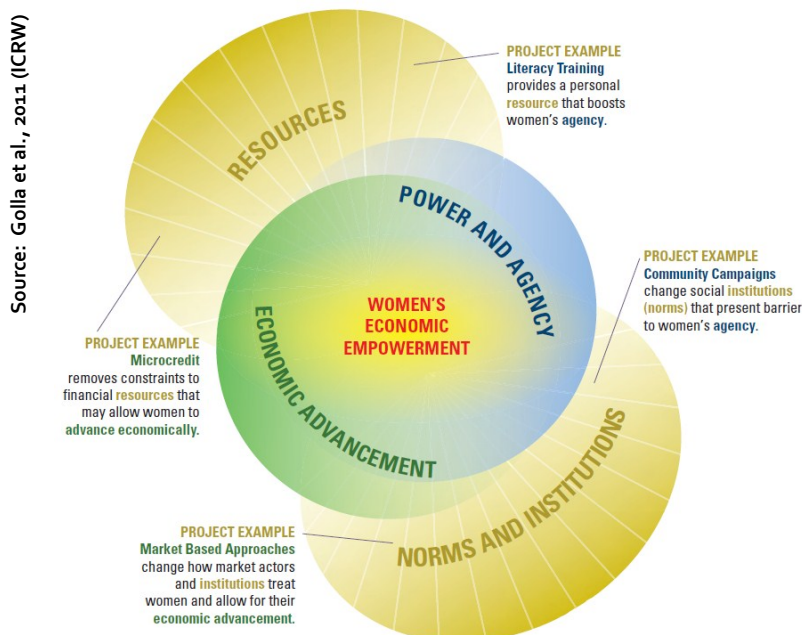 Source: Golla et al., 2011 (ICRW)
PROJECT EXAMPLE
Literacy Training
provides a personal
resource that boosts
women's agency.
RESOURCES
POWER AND AGENCY
PROJECT EXAMPLE
Community Campaigns
change social institutions
(norms) that present barrier
to women's agency.
WOMEN'S
ECONOMIC
EMPOWERMENT
ECONOMIC ADVANCEMENT
PROJECT EXAMPLE
Microcredit
removes constraints to
financial resources that
may allow women to
advance economically.
NORMS AND INSTITUTIONS
PROJECT EXAMPLE
Market Based Approaches
change how market actors
and institutions treat
women and allow for their
economic advancement.